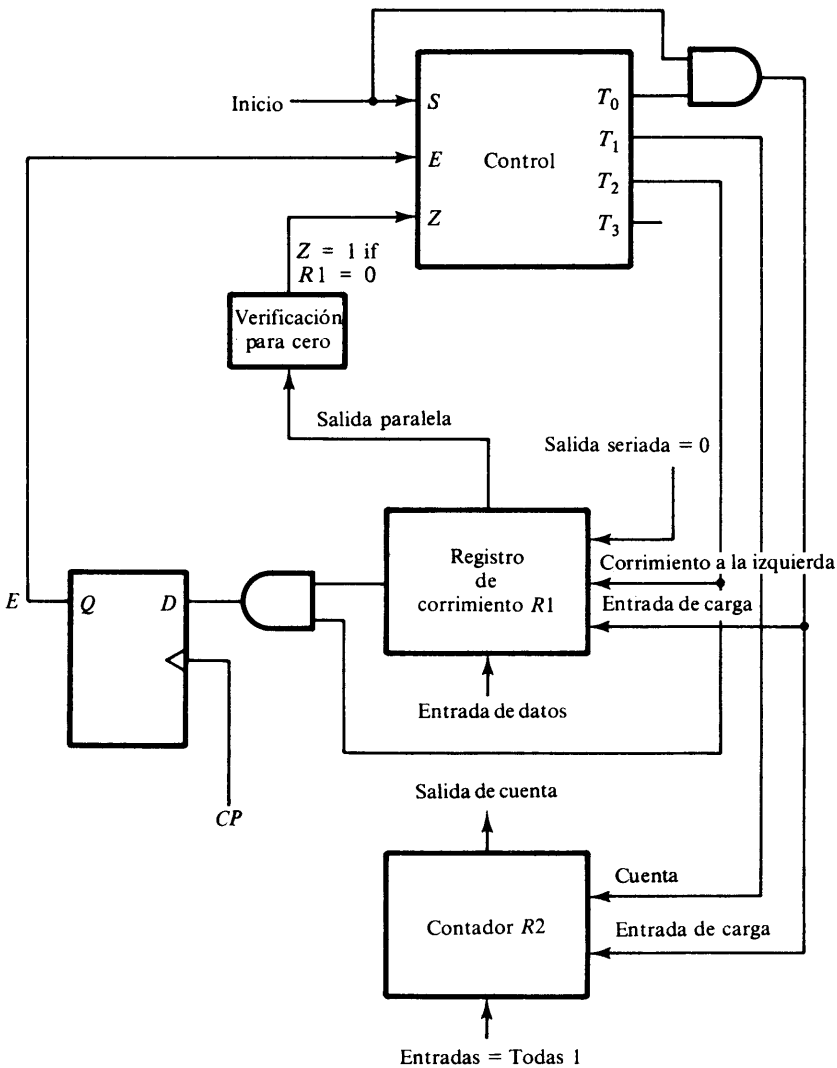 Inicio
S
T0
T1
E
Control
T2
Z
T3
Z = 1 if
R1 = 0
Verificación
para cero
Salida paralela
Salida seriada = 0
Registro
de
corrimiento R1
Corrimiento a la izquierda
Entrada de carga
E
Q
D
Entrada de datos
CP
Salida de cuenta
Cuenta
Contador R2
Entrada de carga
Entradas = Todas 1